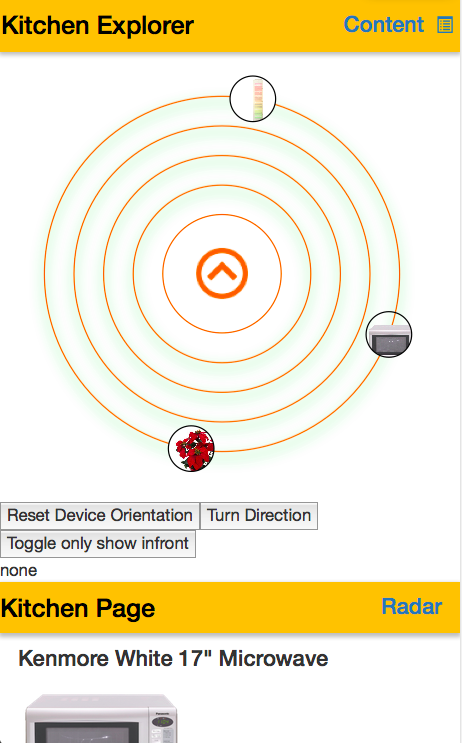 Kitchen Explorer Content
Reset Device Orientation Turn Direction
Toggle only show infront
none
Kitchen Page Radar
Kenmore White 17" Microwave